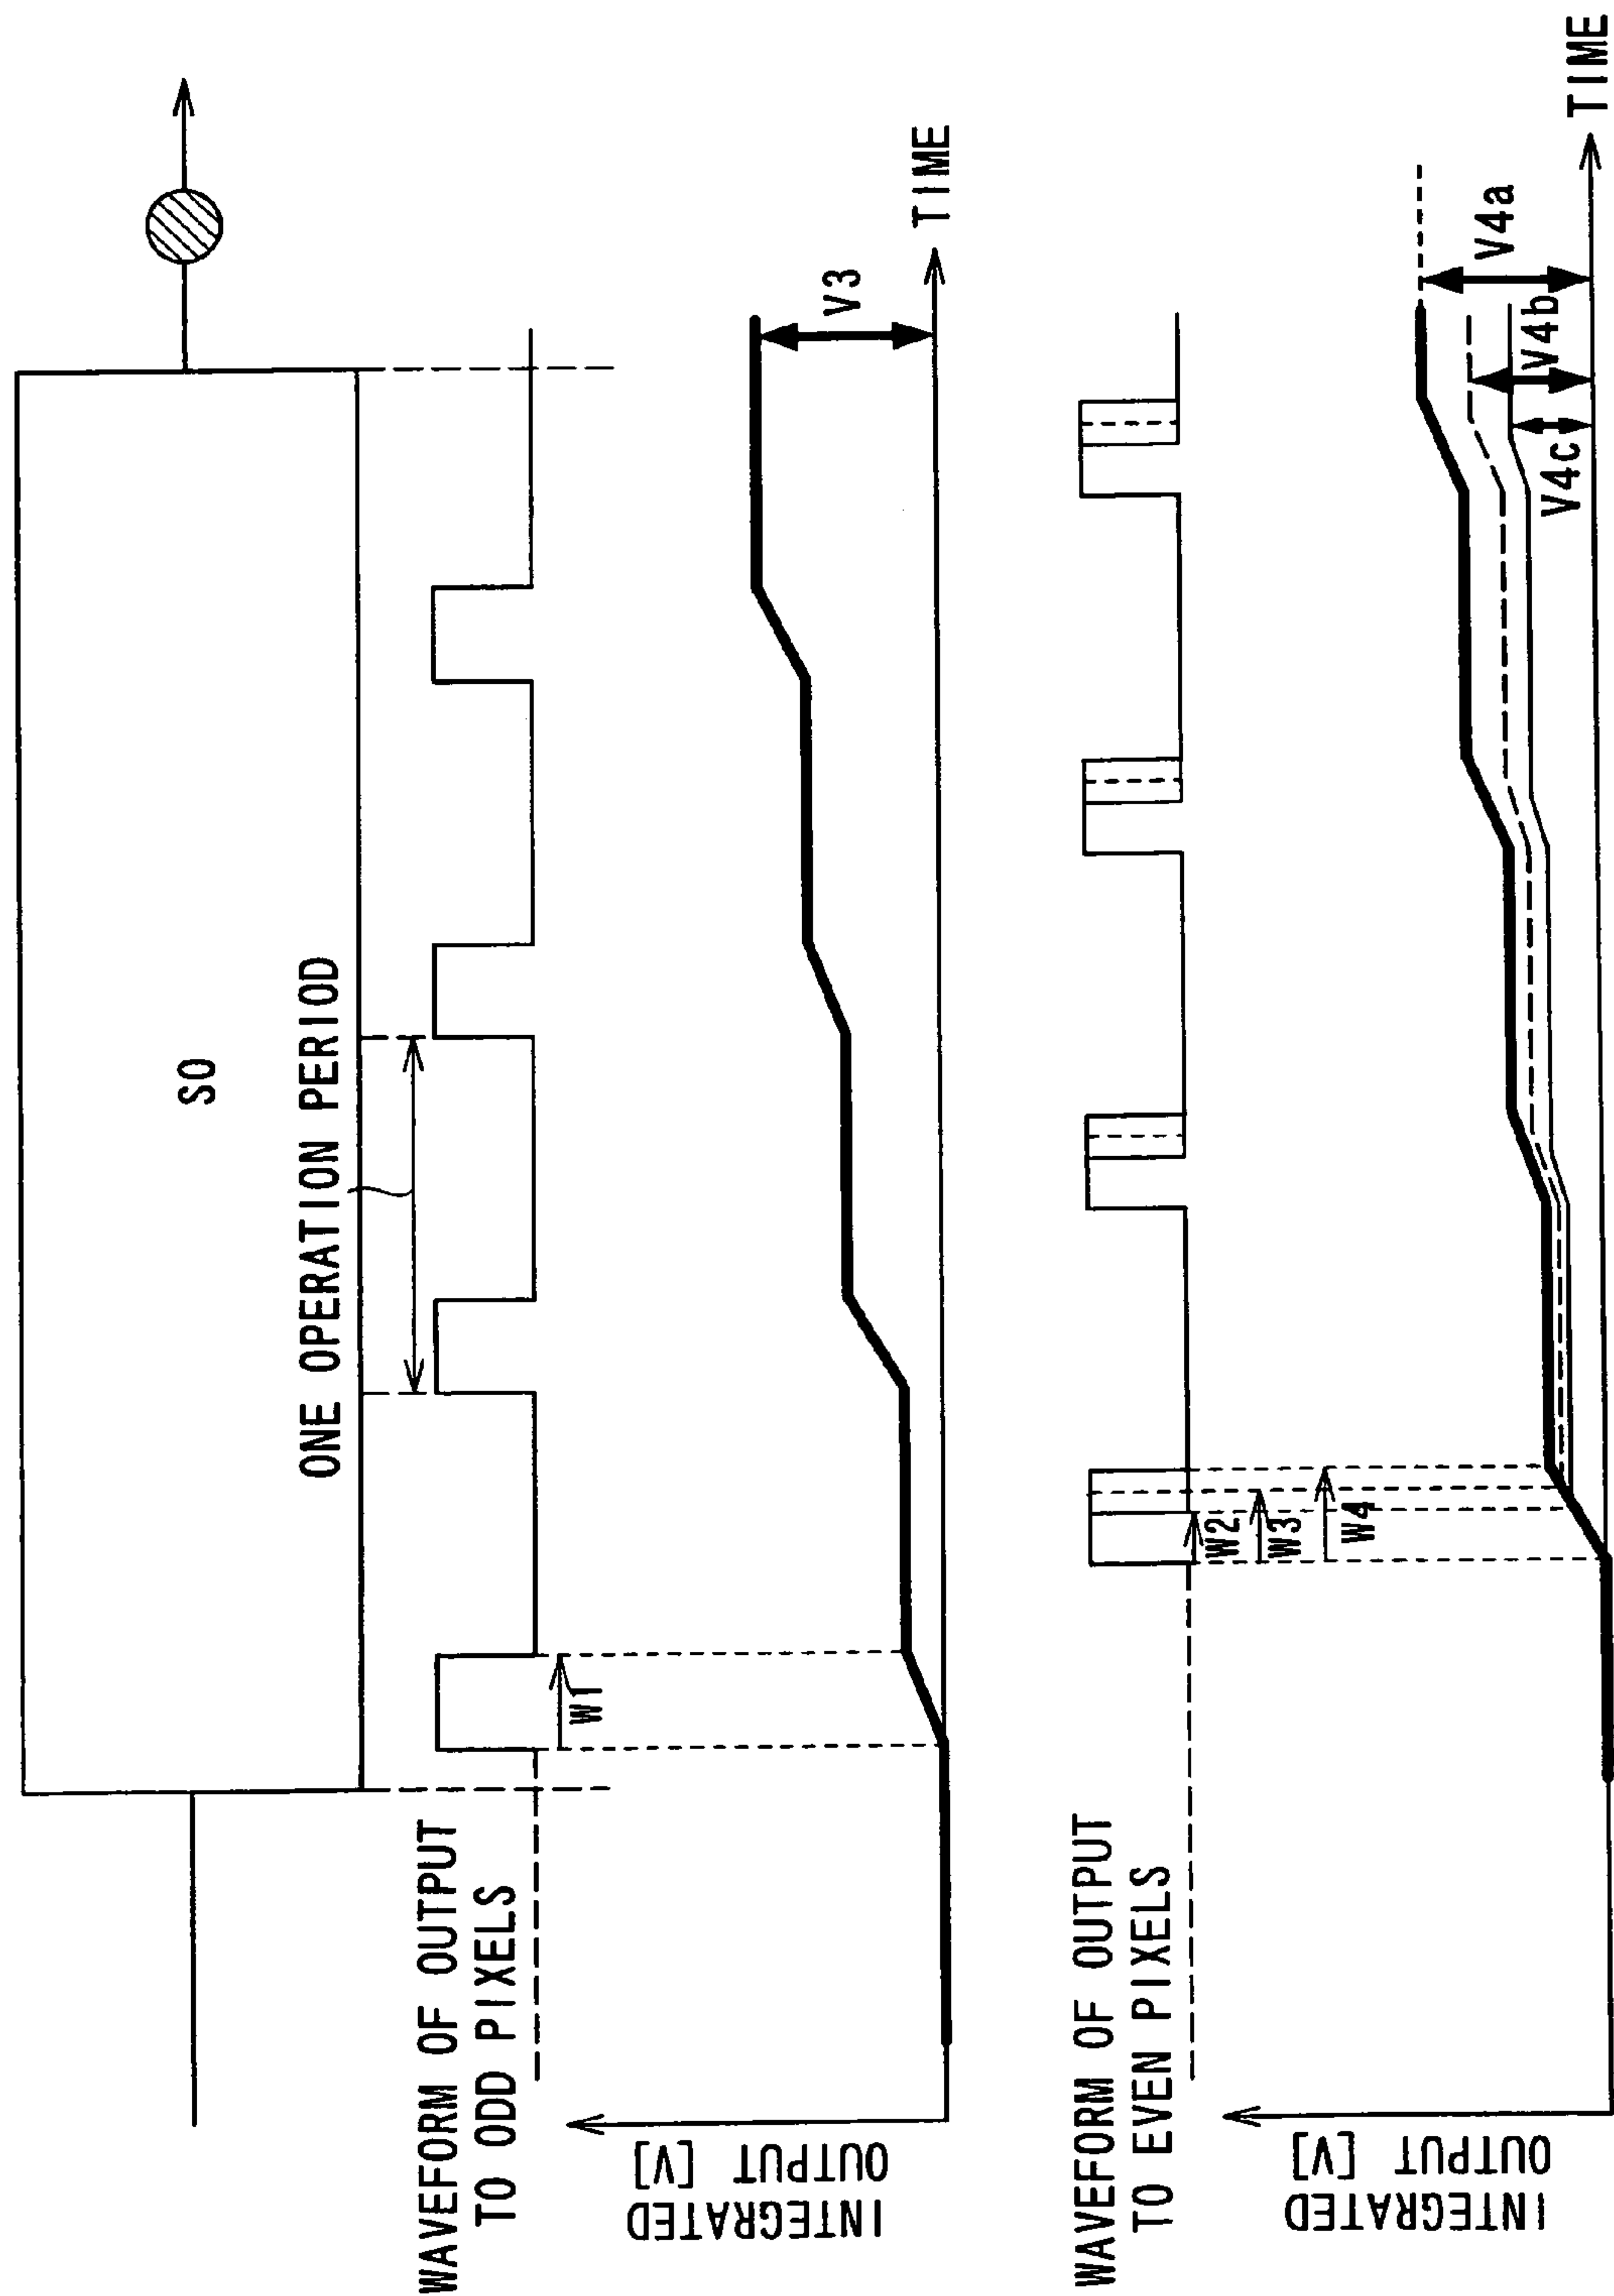 S0
ONE OPERATION PERIOD
WAVEFORM OF OUTPUT
TO ODD PIXELS
W1
INTEGRATED
OUTPUT [V]
V3
TIME
WAVEFORM OF OUTPUT
TO EVEN PIXELS
W2
W3
W4
INTEGRATED
OUTPUT [V]
V4c
V4b
V4a
TIME